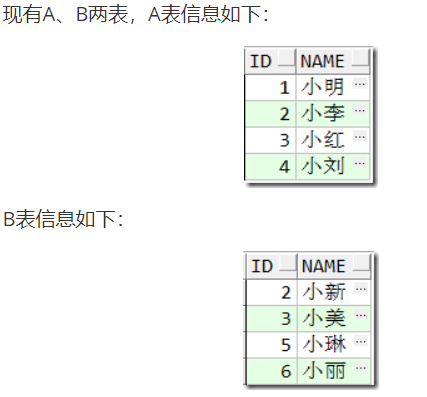 现有A、B两表，A表信息如下：
ID NAME
1 小明 ...
2 小李 ...
3 小红 ...
4 小刘 ...
B表信息如下：
ID NAME
2 小新 ...
3 小美 ...
5 小琳 ...
6 小丽 ...